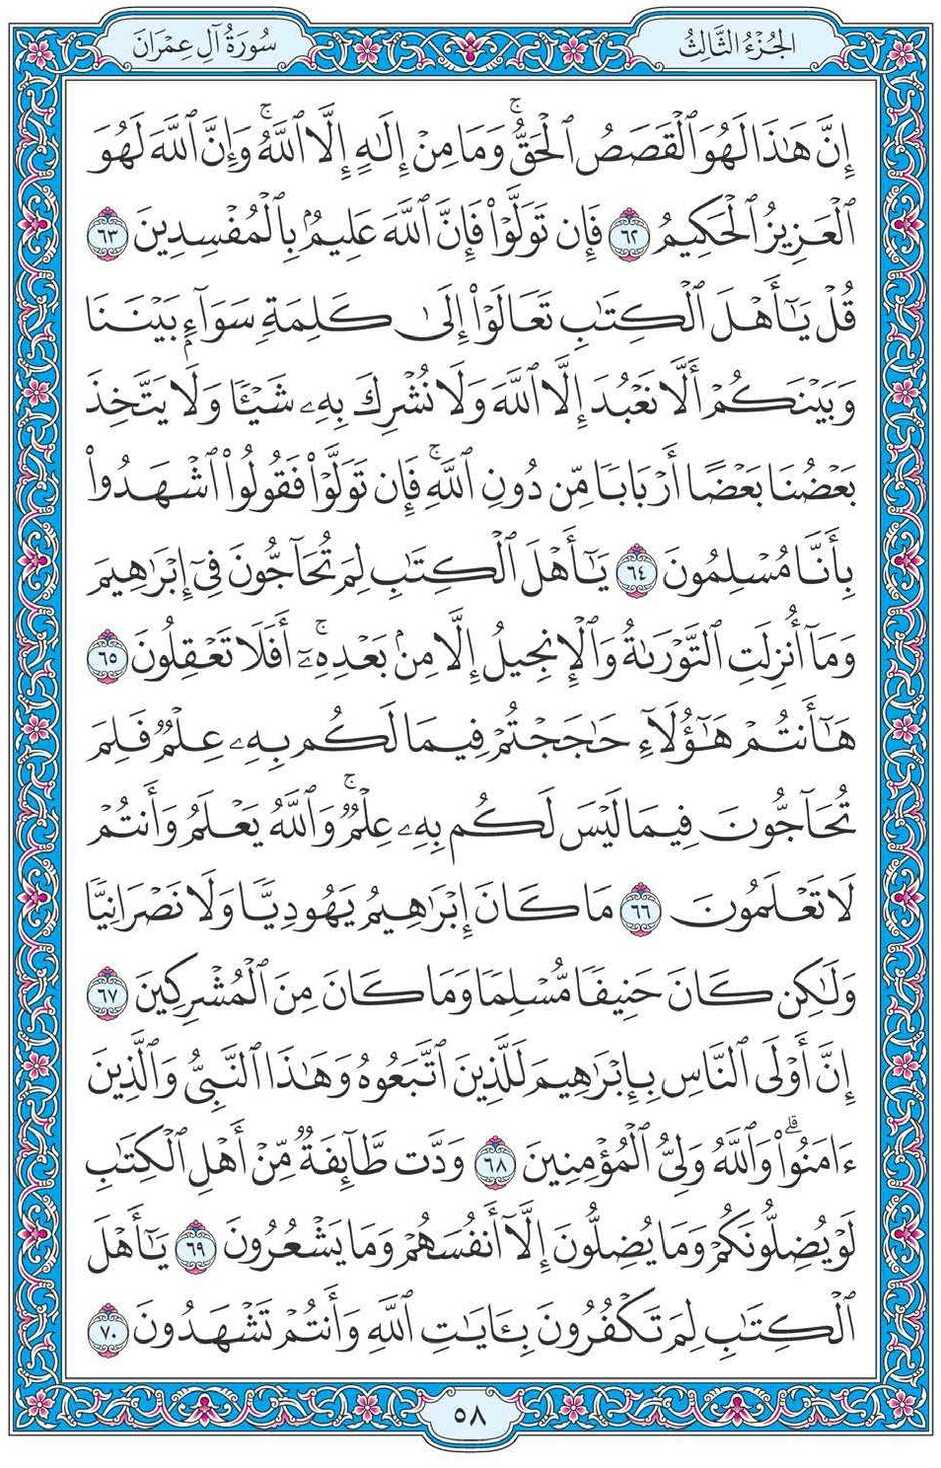 سُورَةُ آلِ عِمْرَانَ
الجُزْءُ الثَّالِثُ
إِنَّ هَـٰذَا لَهُوَ ٱلْقَصَصُ ٱلْحَقُّۚ وَمَا مِنْ إِلَـٰهٍ إِلَّا ٱللَّهُۚ وَإِنَّ ٱللَّهَ لَهُوَ
ٱلْعَزِيزُ ٱلْحَكِيمُ ٦٢ فَإِن تَوَلَّوْا۟ فَإِنَّ ٱللَّهَ عَلِيمٌۢ بِٱلْمُفْسِدِينَ ٦٣
قُلْ يَـٰٓأَهْلَ ٱلْكِتَـٰبِ تَعَالَوْا۟ إِلَىٰ كَلِمَةٍ سَوَآءٍۭ بَيْنَنَا
وَبَيْنَكُمْ أَلَّا نَعْبُدَ إِلَّا ٱللَّهَ وَلَا نُشْرِكَ بِهِۦ شَيْـًٔا وَلَا يَتَّخِذَ
بَعْضُنَا بَعْضًا أَرْبَابًا مِّن دُونِ ٱللَّهِۚ فَإِن تَوَلَّوْا۟ فَقُولُوا۟ ٱشْهَدُوا۟
بِأَنَّا مُسْلِمُونَ ٦٤ يَـٰٓأَهْلَ ٱلْكِتَـٰبِ لِمَ تُحَآجُّونَ فِىٓ إِبْرَٰهِيمَ
وَمَآ أُنزِلَتِ ٱلتَّوْرَىٰةُ وَٱلْإِنجِيلُ إِلَّا مِنۢ بَعْدِهِۦٓۚ أَفَلَا تَعْقِلُونَ ٦٥
هَـٰٓأَنتُمْ هَـٰٓؤُلَآءِ حَـٰجَجْتُمْ فِيمَا لَكُم بِهِۦ عِلْمٌ فَلِمَ
تُحَآجُّونَ فِيمَا لَيْسَ لَكُم بِهِۦ عِلْمٌۚ وَٱللَّهُ يَعْلَمُ وَأَنتُمْ
لَا تَعْلَمُونَ ٦٦ مَا كَانَ إِبْرَٰهِيمُ يَهُودِيًّا وَلَا نَصْرَانِيًّا
وَلَـٰكِن كَانَ حَنِيفًا مُّسْلِمًا وَمَا كَانَ مِنَ ٱلْمُشْرِكِينَ ٦٧
إِنَّ أَوْلَى ٱلنَّاسِ بِإِبْرَٰهِيمَ لَلَّذِينَ ٱتَّبَعُوهُ وَهَـٰذَا ٱلنَّبِىُّ وَٱلَّذِينَ
ءَامَنُوا۟ۗ وَٱللَّهُ وَلِىُّ ٱلْمُؤْمِنِينَ ٦٨ وَدَّت طَّآئِفَةٌ مِّنْ أَهْلِ ٱلْكِتَـٰبِ
لَوْ يُضِلُّونَكُمْ وَمَا يُضِلُّونَ إِلَّآ أَنفُسَهُمْ وَمَا يَشْعُرُونَ ٦٩ يَـٰٓأَهْلَ
ٱلْكِتَـٰبِ لِمَ تَكْفُرُونَ بِـَٔايَـٰتِ ٱللَّهِ وَأَنتُمْ تَشْهَدُونَ ٧٠
٥٨